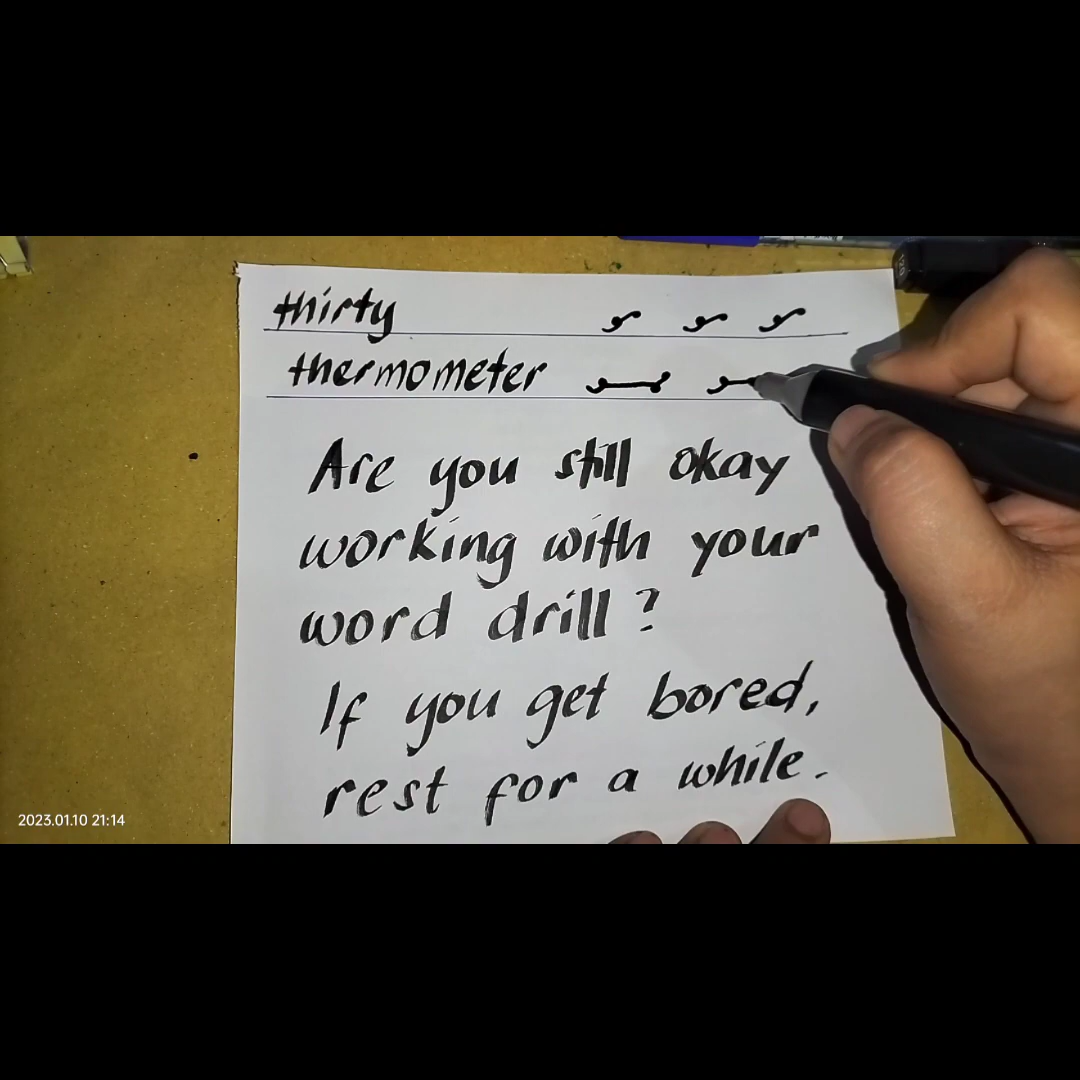 thirty
thermometer
Are you still okay
working with your
word drill?
If you get bored,
rest for a while.
2023.01.10 21:14